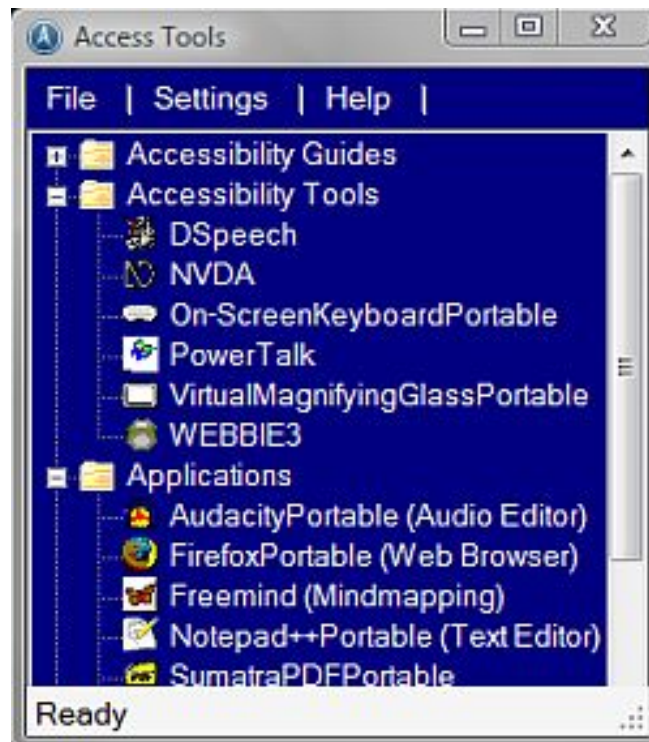 Access Tools
File | Settings | Help |
Accessibility Guides
Accessibility Tools
DSpeech
NVDA
On-ScreenKeyboardPortable
PowerTalk
VirtualMagnifyingGlassPortable
WEBBIE3
Applications
AudacityPortable (Audio Editor)
FirefoxPortable (Web Browser)
Freemind (Mindmapping)
Notepad++Portable (Text Editor)
SumatraPDFPortable
Ready